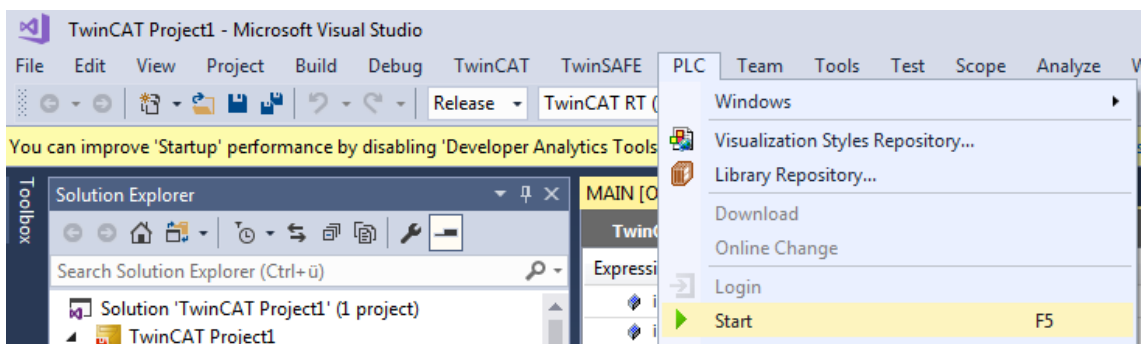 TwinCAT Project1 - Microsoft Visual Studio
File Edit View Project Build Debug TwinCAT TwinSAFE PLC Team Tools Test Scope Analyze
Release TwinCAT RT (
You can improve 'Startup' performance by disabling 'Developer Analytics Tools
Toolbox
Solution Explorer
Search Solution Explorer (Ctrl+ü)
Solution 'TwinCAT Project1' (1 project)
TwinCAT Project1
MAIN [O
Twin
Expressi
i
i
Windows
Visualization Styles Repository...
Library Repository...
Download
Online Change
Login
Start F5